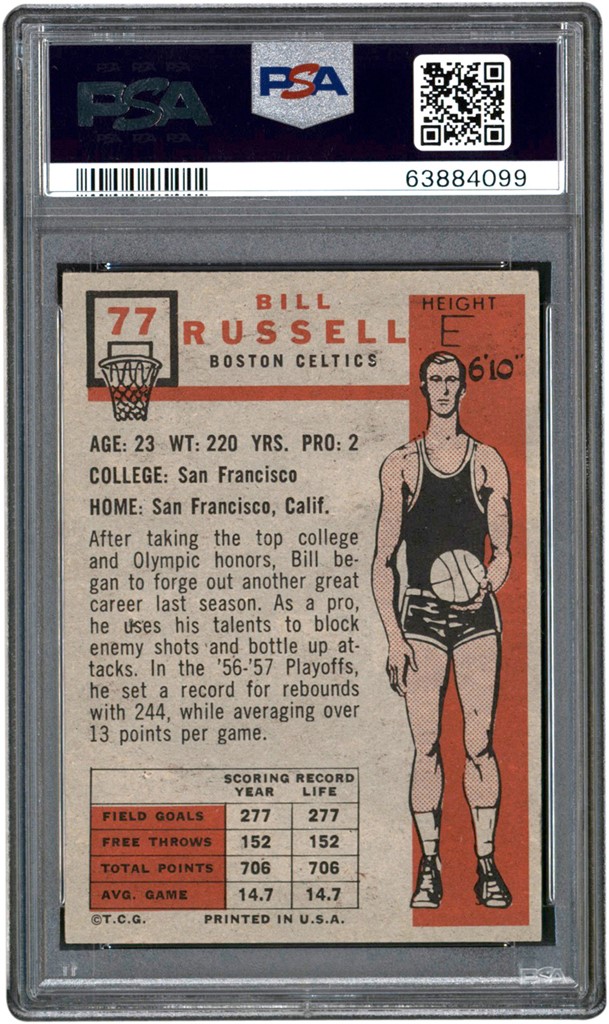 PSA
PSA
63884099
77
BILL
RUSSELL
BOSTON CELTICS
HEIGHT
E
6'10"
AGE: 23 WT: 220 YRS. PRO: 2
COLLEGE: San Francisco
HOME: San Francisco, Calif.
After taking the top college
and Olympic honors, Bill be-
gan to forge out another great
career last season. As a pro,
he uses his talents to block
enemy shots and bottle up at-
tacks. In the '56-'57 Playoffs,
he set a record for rebounds
with 244, while averaging over
13 points per game.
SCORING RECORD
YEAR LIFE
FIELD GOALS 277 277
FREE THROWS 152 152
TOTAL POINTS 706 706
AVG. GAME 14.7 14.7
©T.C.G. PRINTED IN U.S.A.
PSA